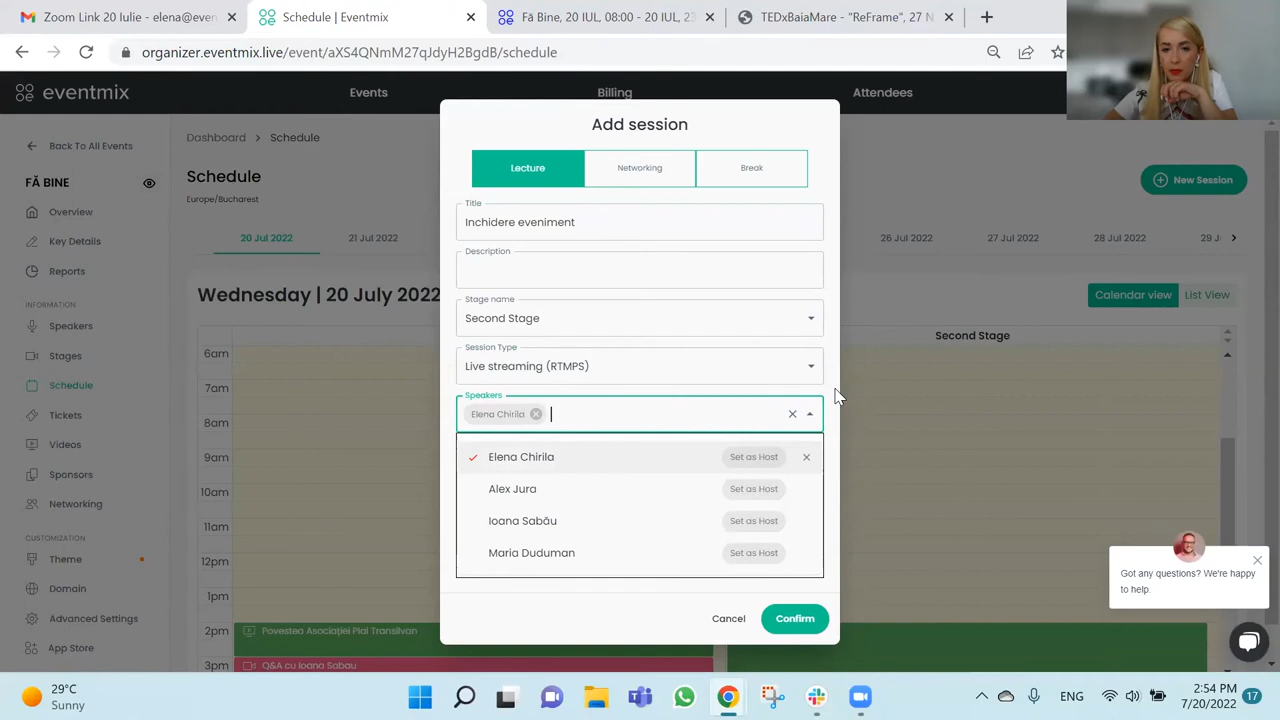 Zoom Link 20 Iulie - elena@even
Schedule | Eventmix
Fă Bine, 20 IUL, 08:00 - 20 IUL, 23
TEDxBaiaMare - "ReFrame", 27 N
organizer.eventmix.live/event/aXS4QNmM27qJdyH2BgdB/schedule
eventmix
Events
Billing
Attendees
Back To All Events
FĂ BINE
Overview
Key Details
Reports
INFORMATION
Speakers
Stages
Schedule
Tickets
Videos
Sponsors
Networking
CUSTOMIZATION
Theme
Domain
Advanced Settings
App Store
Dashboard
Schedule
Schedule
Europe/Bucharest
New Session
20 Jul 2022
21 Jul 2022
26 Jul 2022
27 Jul 2022
28 Jul 2022
29 J
Wednesday | 20 July 2022
Calendar view
List View
Second Stage
6am
7am
8am
9am
10am
11am
12pm
1pm
2pm
3pm
Povestea Asociației Plai Transilvan
Q&A cu Ioana Sabau
Add session
Lecture
Networking
Break
Title
Inchidere eveniment
Description
Stage name
Second Stage
Session Type
Live streaming (RTMPS)
Speakers
Elena Chirila
Elena Chirila Set as Host
Alex Jura Set as Host
Ioana Sabău Set as Host
Maria Duduman Set as Host
Cancel
Confirm
Got any questions? We're happy
to help.
29°C
Sunny
ENG
2:54 PM
7/20/2022
17